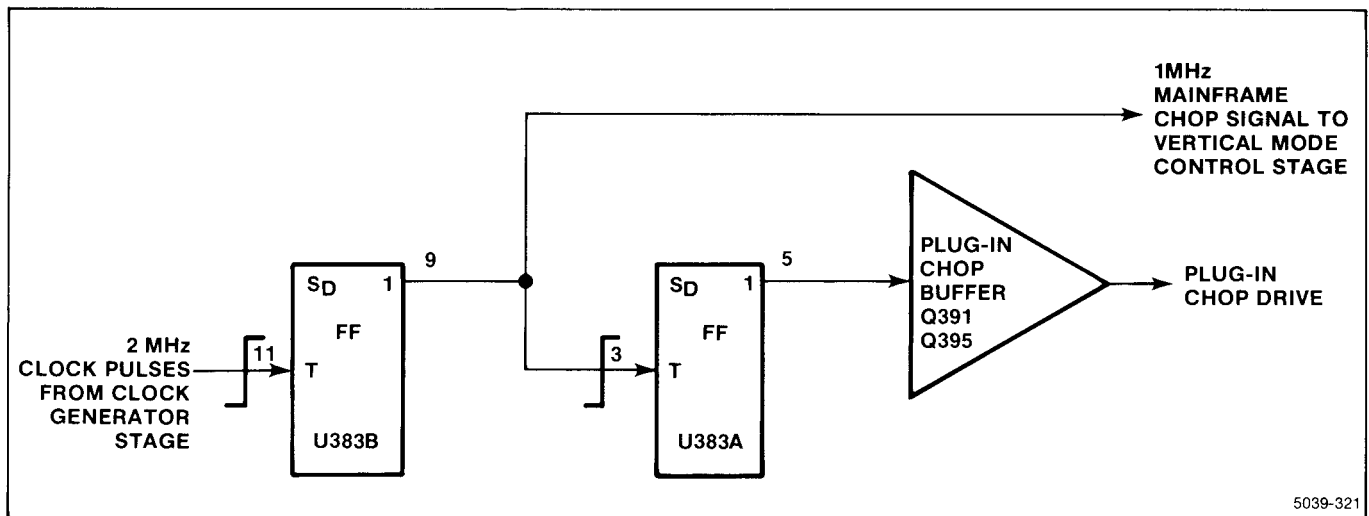 1MHz
MAINFRAME
CHOP SIGNAL TO
VERTICAL MODE
CONTROL STAGE
2 MHz
CLOCK PULSES
FROM CLOCK
GENERATOR
STAGE
11
SD 1
FF
T
U383B
9
3
SD 1
FF
T
U383A
5
PLUG-IN
CHOP
BUFFER
Q391
Q395
PLUG-IN
CHOP DRIVE
5039-321